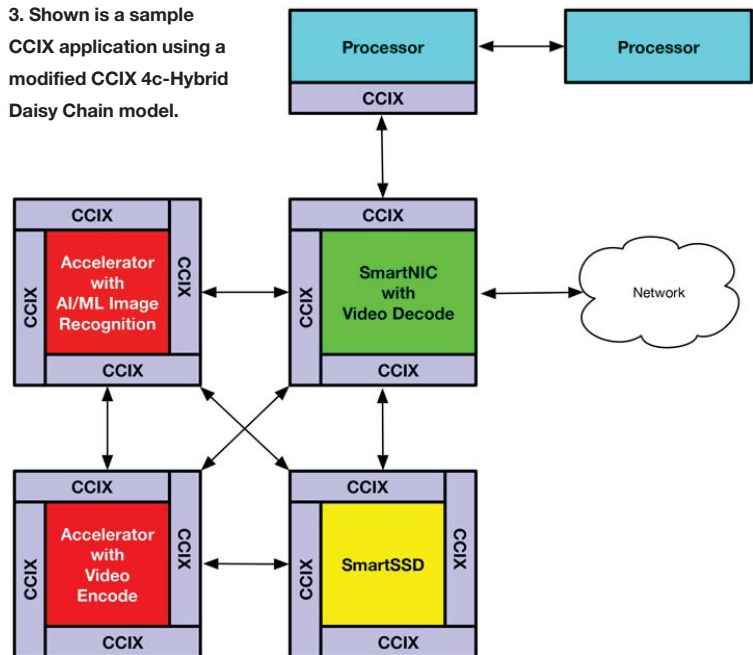 3. Shown is a sample
CCIX application using a
modified CCIX 4c-Hybrid
Daisy Chain model.
Processor
Processor
CCIX
CCIX
CCIX
CCIX
Accelerator
with
AI/ML Image
Recognition
CCIX
CCIX
CCIX
SmartNIC
with
Video Decode
CCIX
Network
CCIX
CCIX
Accelerator
with
Video
Encode
CCIX
CCIX
CCIX
CCIX
SmartSSD
CCIX
CCIX